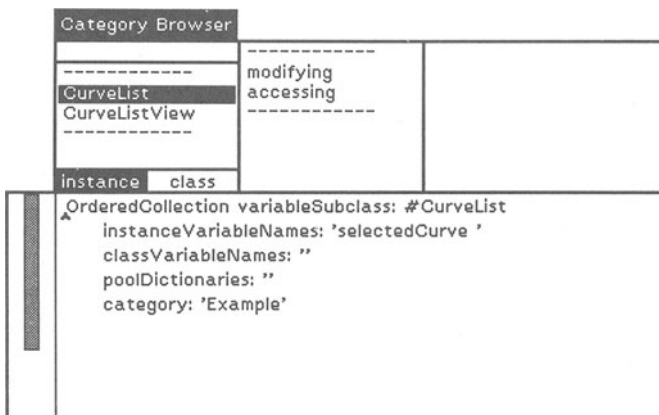 Category Browser
------------
CurveList
CurveListView
------------
instance class
------------
modifying
accessing
------------
OrderedCollection variableSubclass: #CurveList
instanceVariableNames: 'selectedCurve '
classVariableNames: ''
poolDictionaries: ''
category: 'Example'